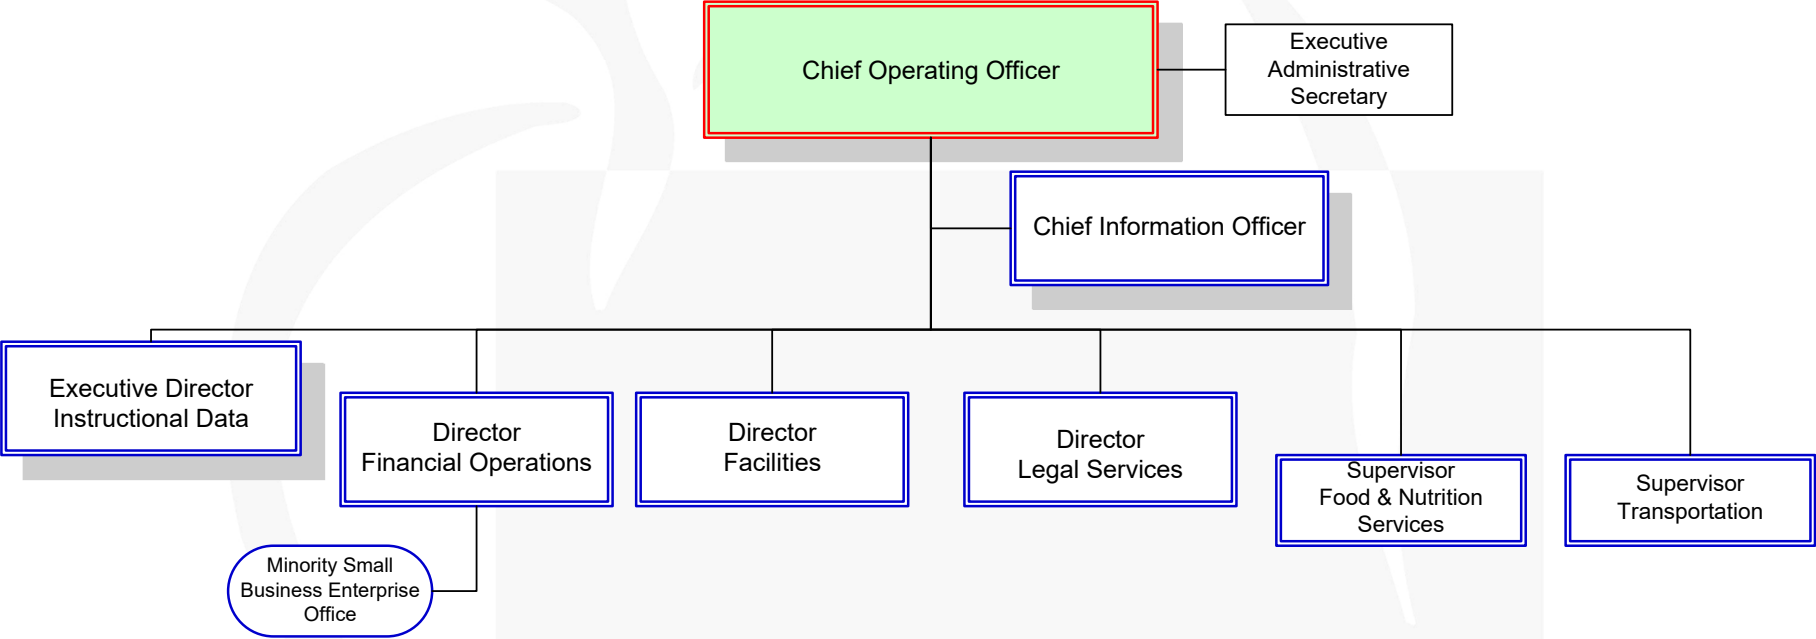 Chief Operating Officer
Executive
Administrative
Secretary
Chief Information Officer
Executive Director
Instructional Data
Director
Financial Operations
Director
Facilities
Director
Legal Services
Supervisor
Food & Nutrition
Services
Supervisor
Transportation
Minority Small
Business Enterprise
Office